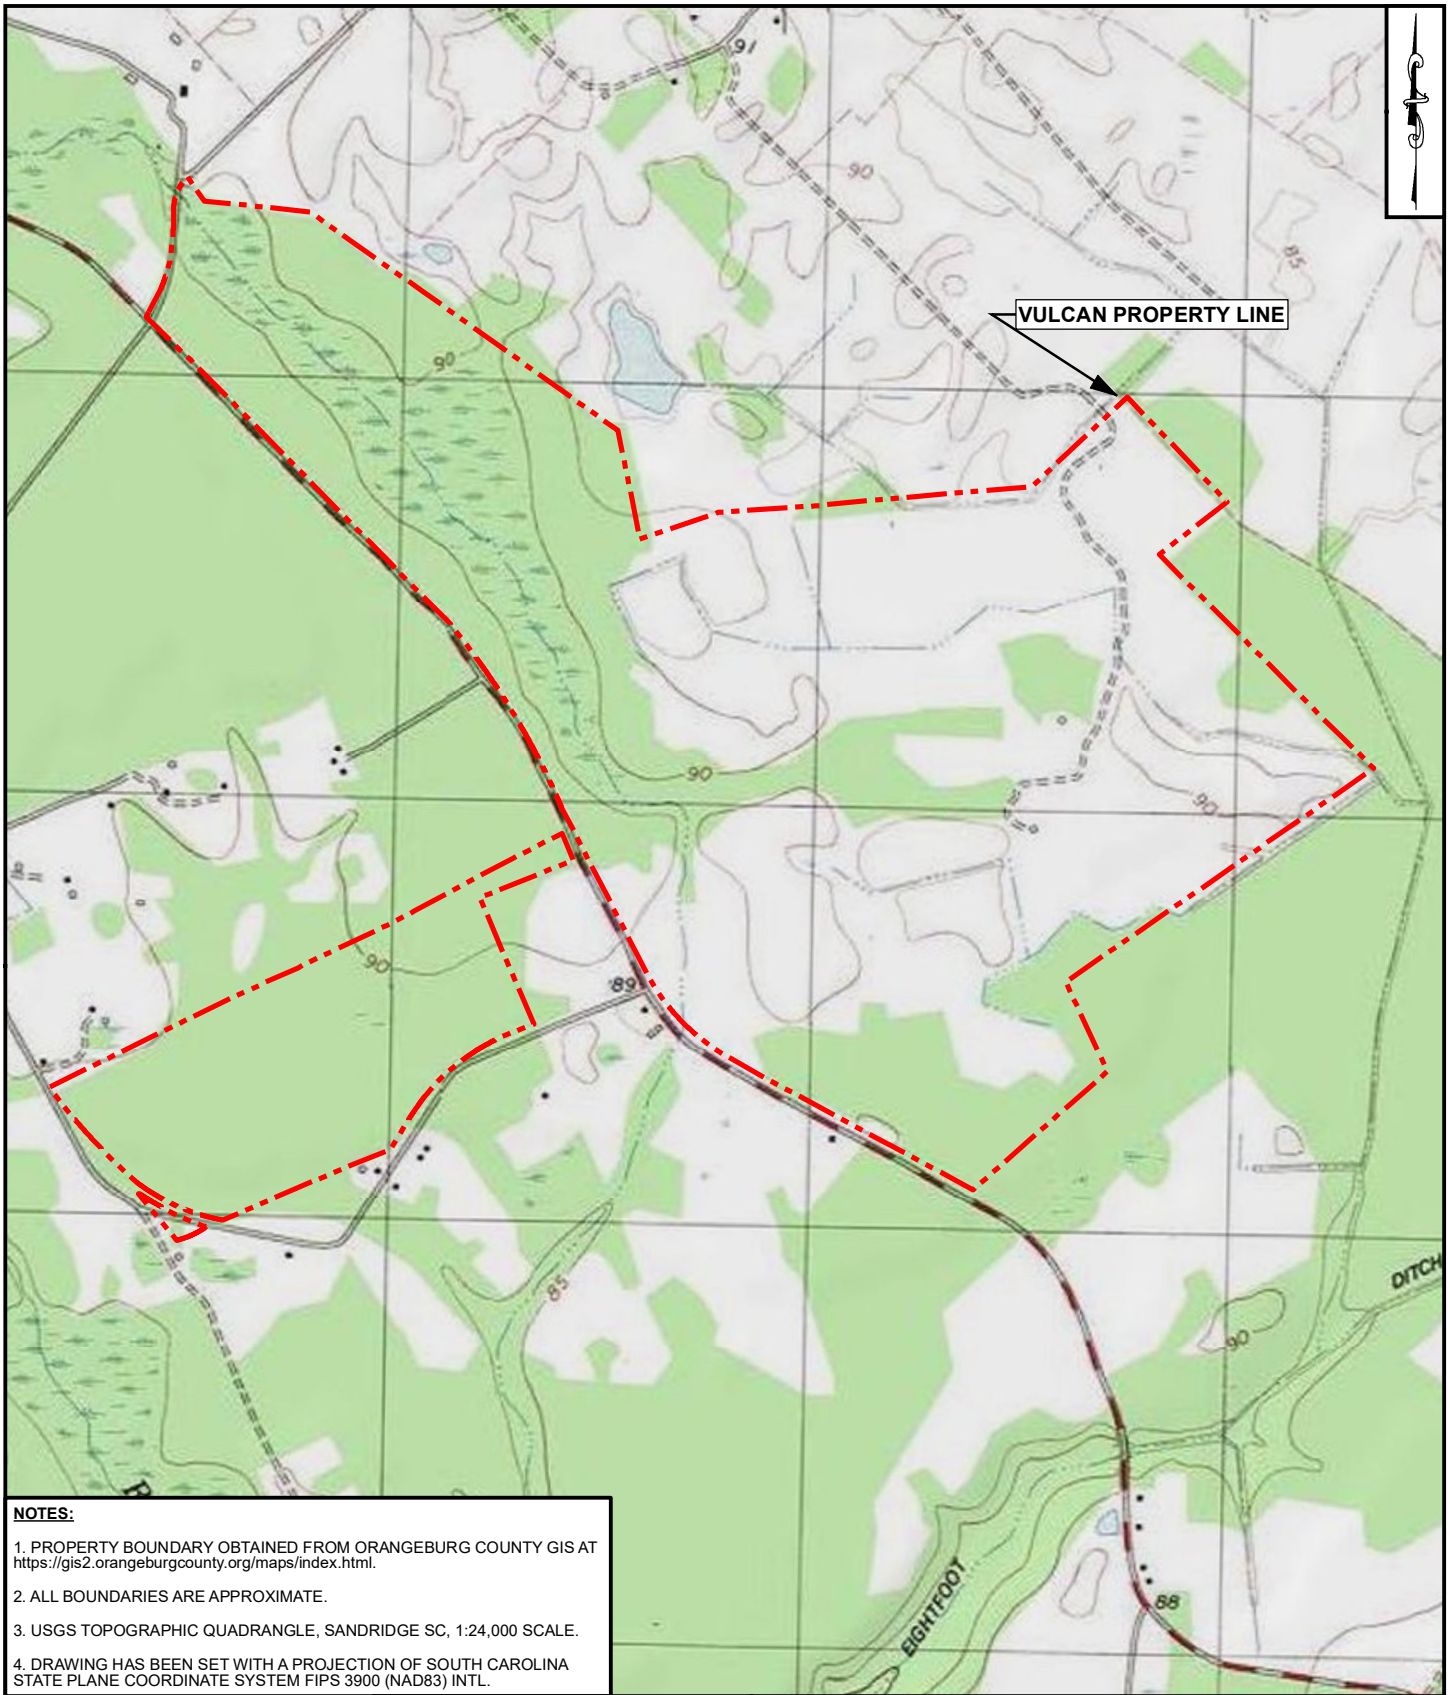 91
90
85
VULCAN PROPERTY LINE
90
90
90
90
89
85
DITCH
90
EIGHTFOOT
88
NOTES:
1. PROPERTY BOUNDARY OBTAINED FROM ORANGEBURG COUNTY GIS AT
https://gis2.orangeburgcounty.org/maps/index.html.
2. ALL BOUNDARIES ARE APPROXIMATE.
3. USGS TOPOGRAPHIC QUADRANGLE, SANDRIDGE SC, 1:24,000 SCALE.
4. DRAWING HAS BEEN SET WITH A PROJECTION OF SOUTH CAROLINA
STATE PLANE COORDINATE SYSTEM FIPS 3900 (NAD83) INTL.